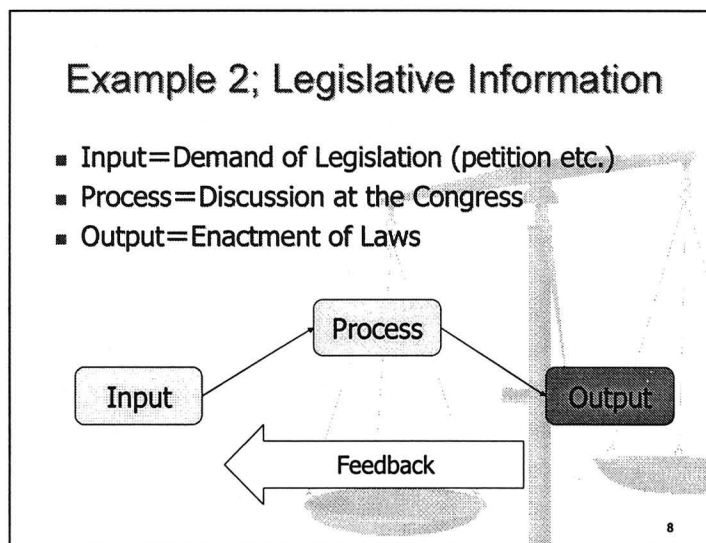 Example 2; Legislative Information
■ Input=Demand of Legislation (petition etc.)
■ Process=Discussion at the Congress
■ Output=Enactment of Laws
Process
Input
Output
Feedback
8